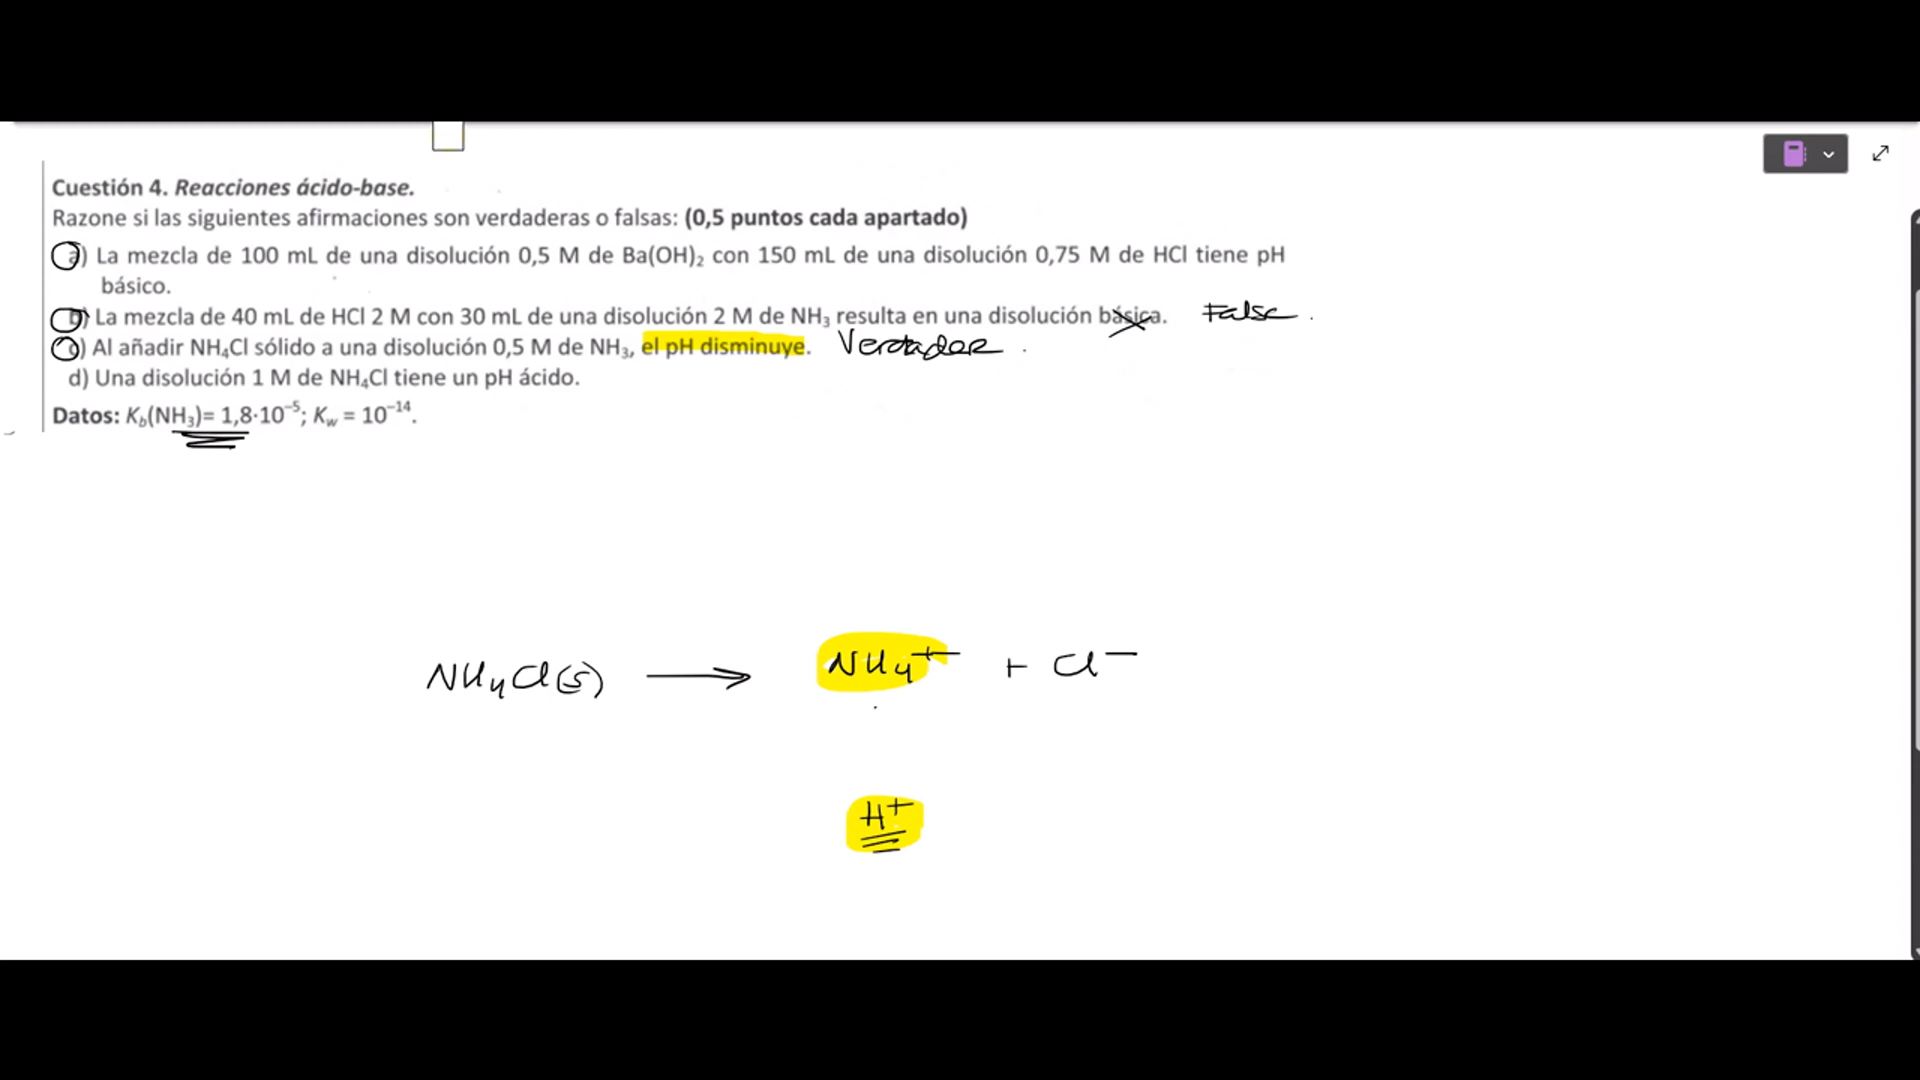 Cuestión 4. Reacciones ácido-base.
Razone si las siguientes afirmaciones son verdaderas o falsas: (0,5 puntos cada apartado)
a) La mezcla de 100 mL de una disolución 0,5 M de Ba(OH)₂ con 150 mL de una disolución 0,75 M de HCl tiene pH
básico.
b) La mezcla de 40 mL de HCl 2 M con 30 mL de una disolución 2 M de NH₃ resulta en una disolución básica. False.
c) Al añadir NH₄Cl sólido a una disolución 0,5 M de NH₃, el pH disminuye. Verdadera.
d) Una disolución 1 M de NH₄Cl tiene un pH ácido.
Datos: K_b(NH₃)= 1,8·10⁻⁵; K_w = 10⁻¹⁴.
NH₄Cl(s) → NH₄⁺ + Cl⁻
H⁺